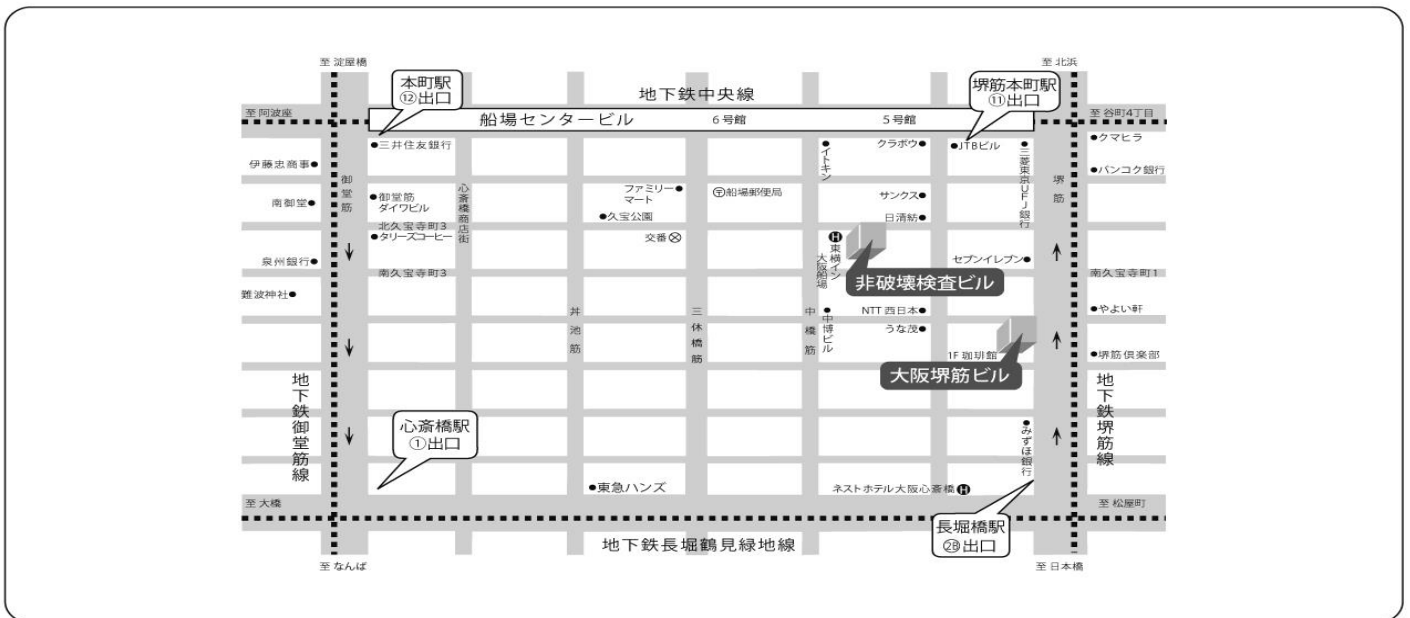 至 淀屋橋
至 北浜
本町駅
⑫出口
地下鉄中央線
堺筋本町駅
⑪出口
至 阿波座
至 谷町4丁目
船場センタービル
6号館
5号館
●三井住友銀行
●イトキン
クラボウ●
●JTBビル
●三菱東京UFJ銀行
●クマヒラ
伊藤忠商事●
●バンコク銀行
御堂筋
心斎橋商店街
堺筋
南御堂●
●御堂筋
ダイワビル
ファミリー●
マート
〶船場郵便局
サンクス●
●久宝公園
日清紡●
北久宝寺町3
●タリーズコーヒー
交番⊗
H東横イン
大阪船場
泉州銀行●
セブンイレブン●
南久宝寺町3
南久宝寺町1
非破壊検査ビル
難波神社●
丼池筋
三休橋筋
中橋筋
●中博ビル
NTT 西日本●
●やよい軒
うな茂●
1F 珈琲館
●堺筋倶楽部
大阪堺筋ビル
地下鉄御堂筋線
地下鉄堺筋線
心斎橋駅
①出口
●みずほ銀行
●東急ハンズ
ネストホテル大阪心斎橋H
至 大橋
至 松屋町
長堀橋駅
②⑧出口
地下鉄長堀鶴見緑地線
至 なんば
至 日本橋